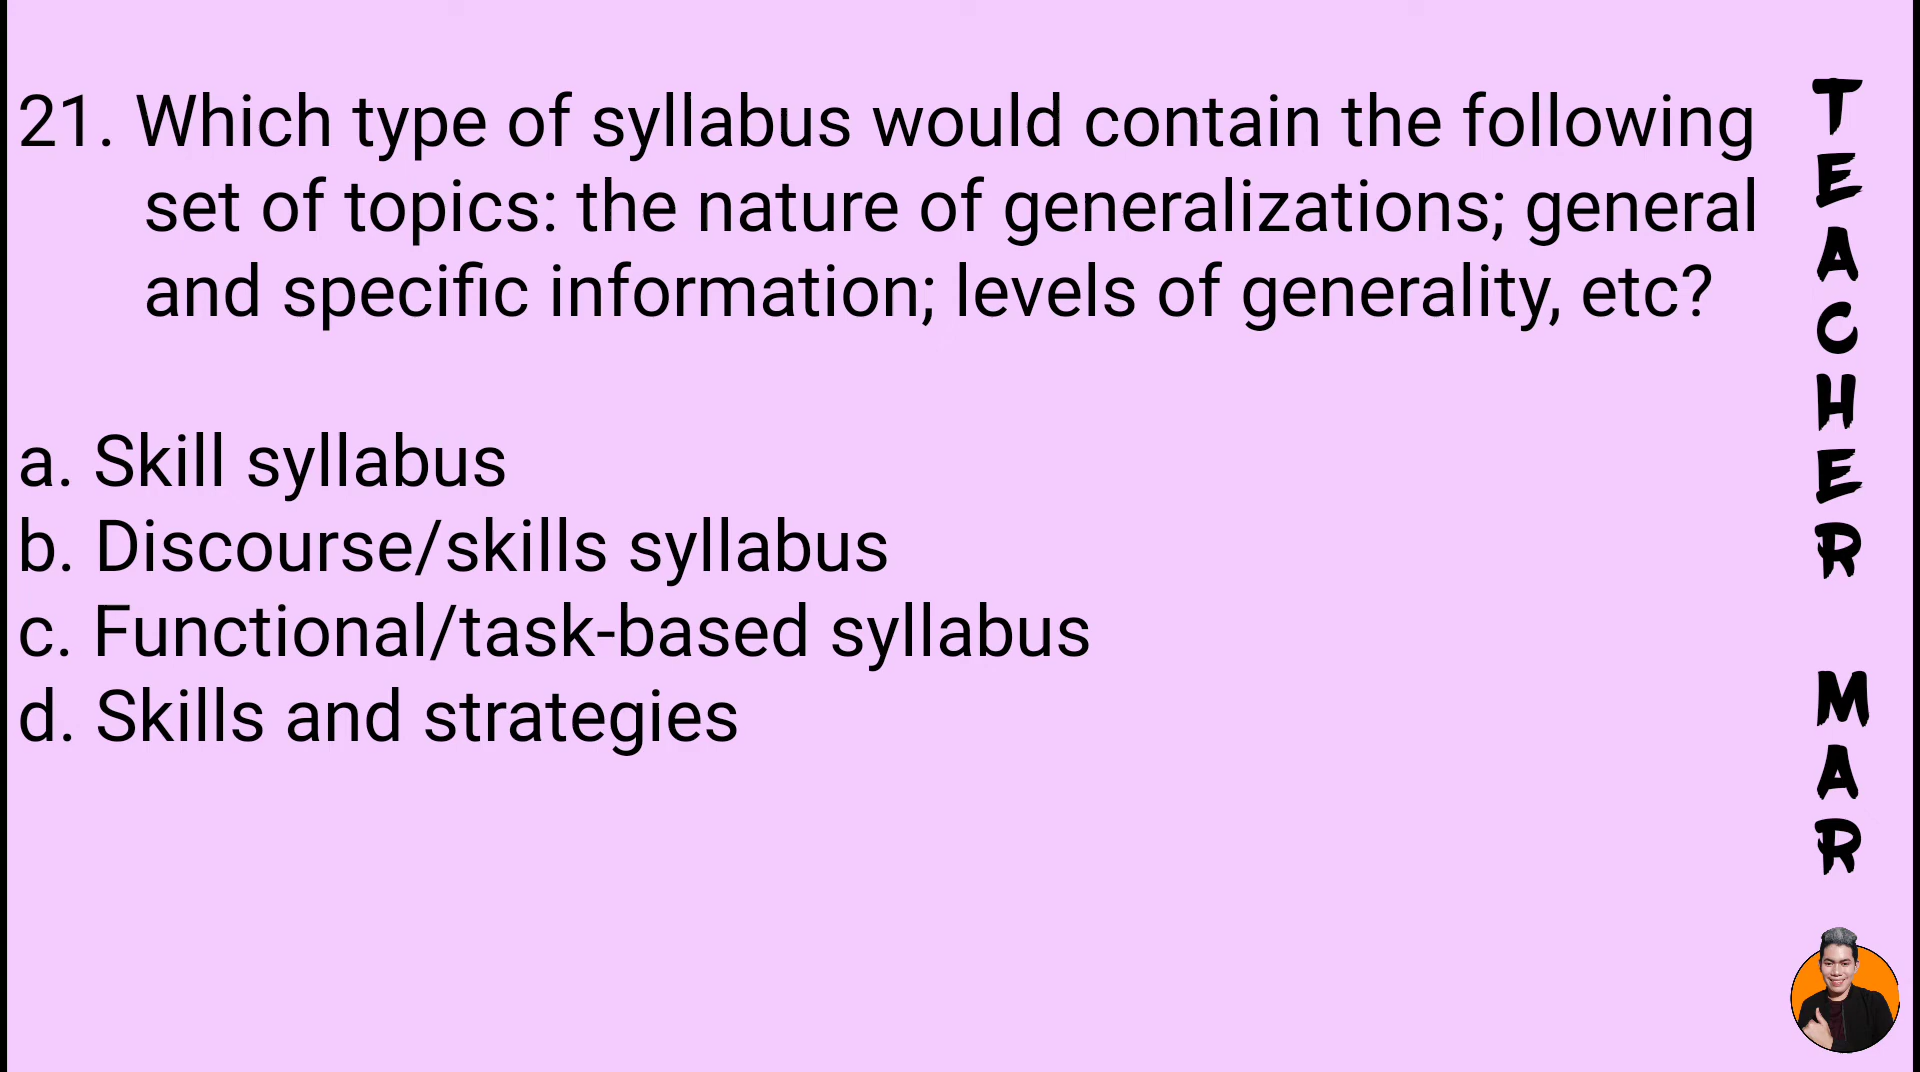 21. Which type of syllabus would contain the following
set of topics: the nature of generalizations; general
and specific information; levels of generality, etc?
a. Skill syllabus
b. Discourse/skills syllabus
c. Functional/task-based syllabus
d. Skills and strategies
TEACHER MAR